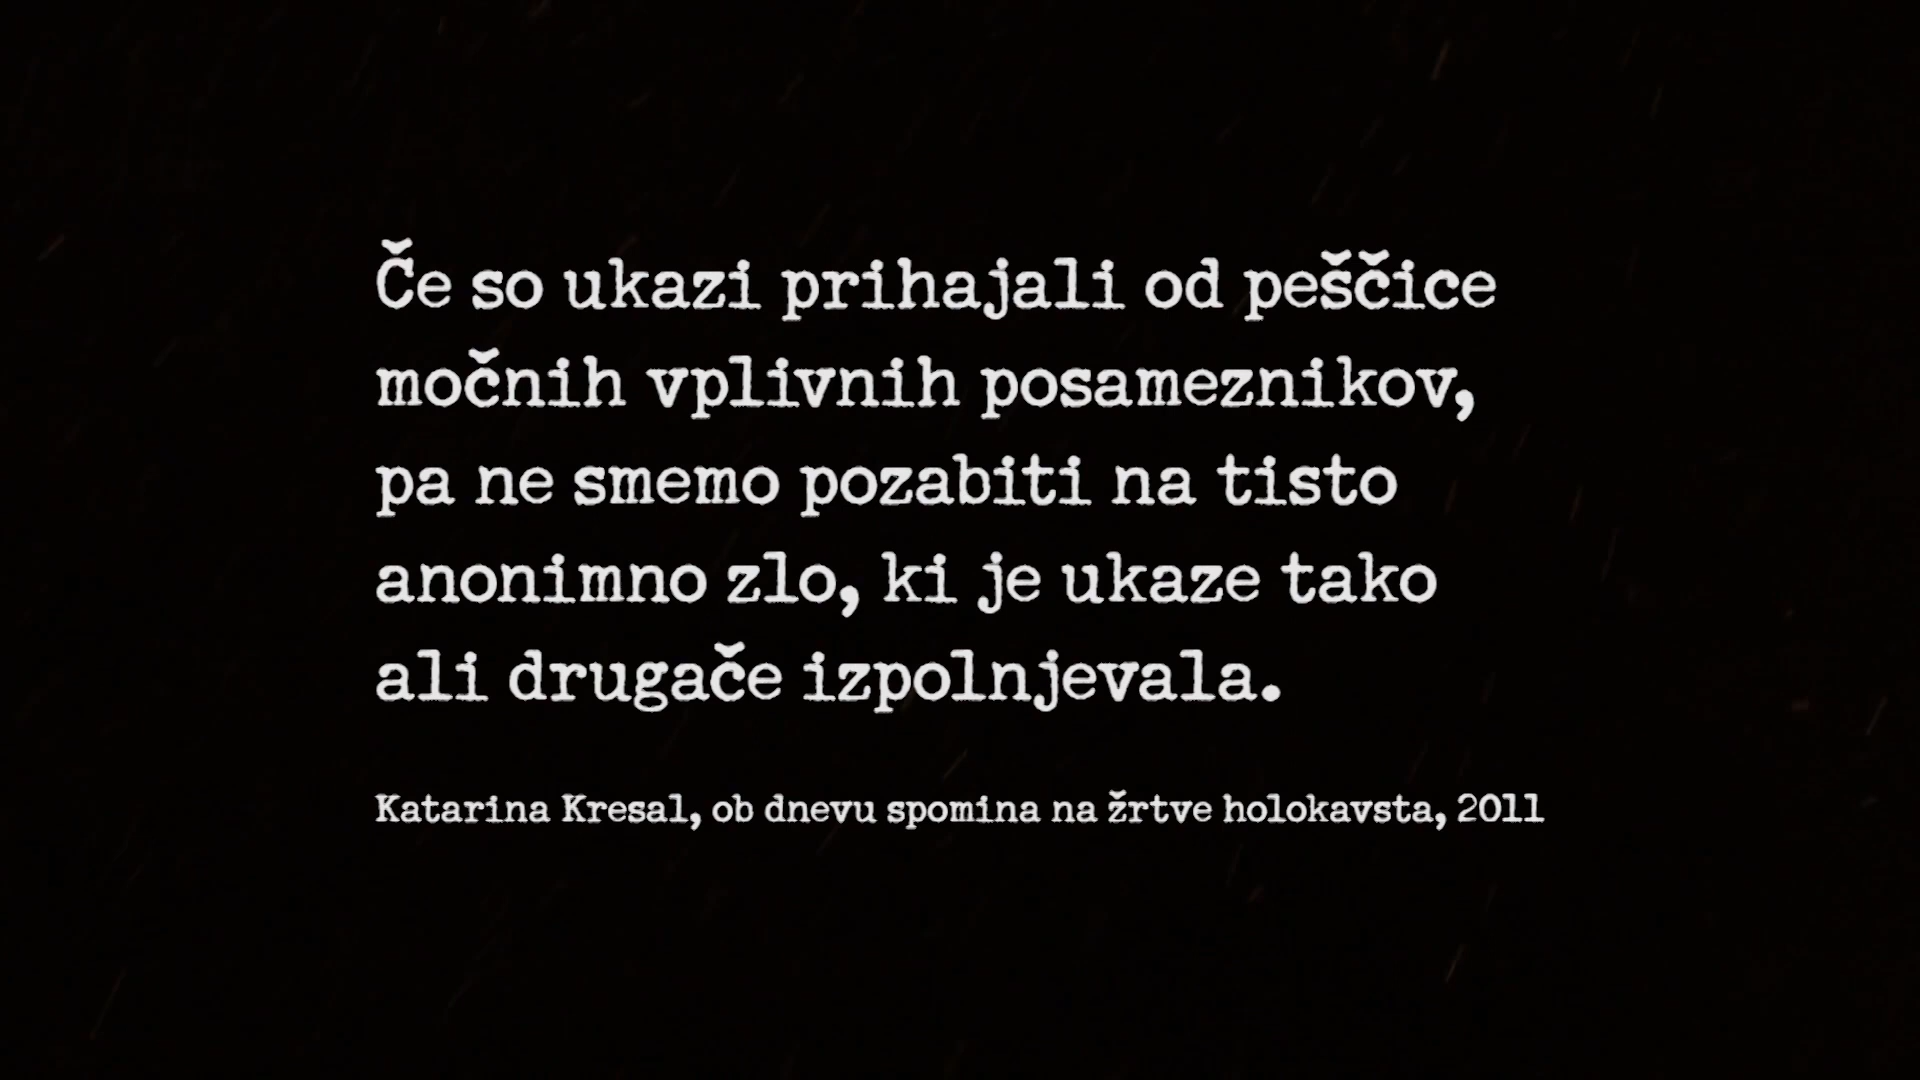 Če so ukazi prihajali od peščice
močnih vplivnih posameznikov,
pa ne smemo pozabiti na tisto
anonimno zlo, ki je ukaze tako
ali drugače izpolnjevala.
Katarina Kresal, ob dnevu spomina na žrtve holokavsta, 2011